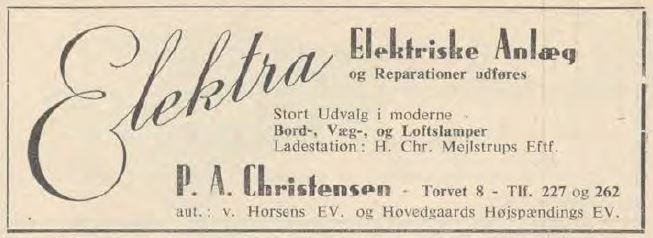 Elektra
Elektriske Anlæg
og Reparationer udføres
Stort Udvalg i moderne
Bord-, Væg-, og Loftslamper
Ladestation: H. Chr. Mejlstrups Eftf.
P. A. Christensen - Torvet 8 - Tlf. 227 og 262
aut.: v. Horsens EV. og Hovedgaards Højspændings EV.